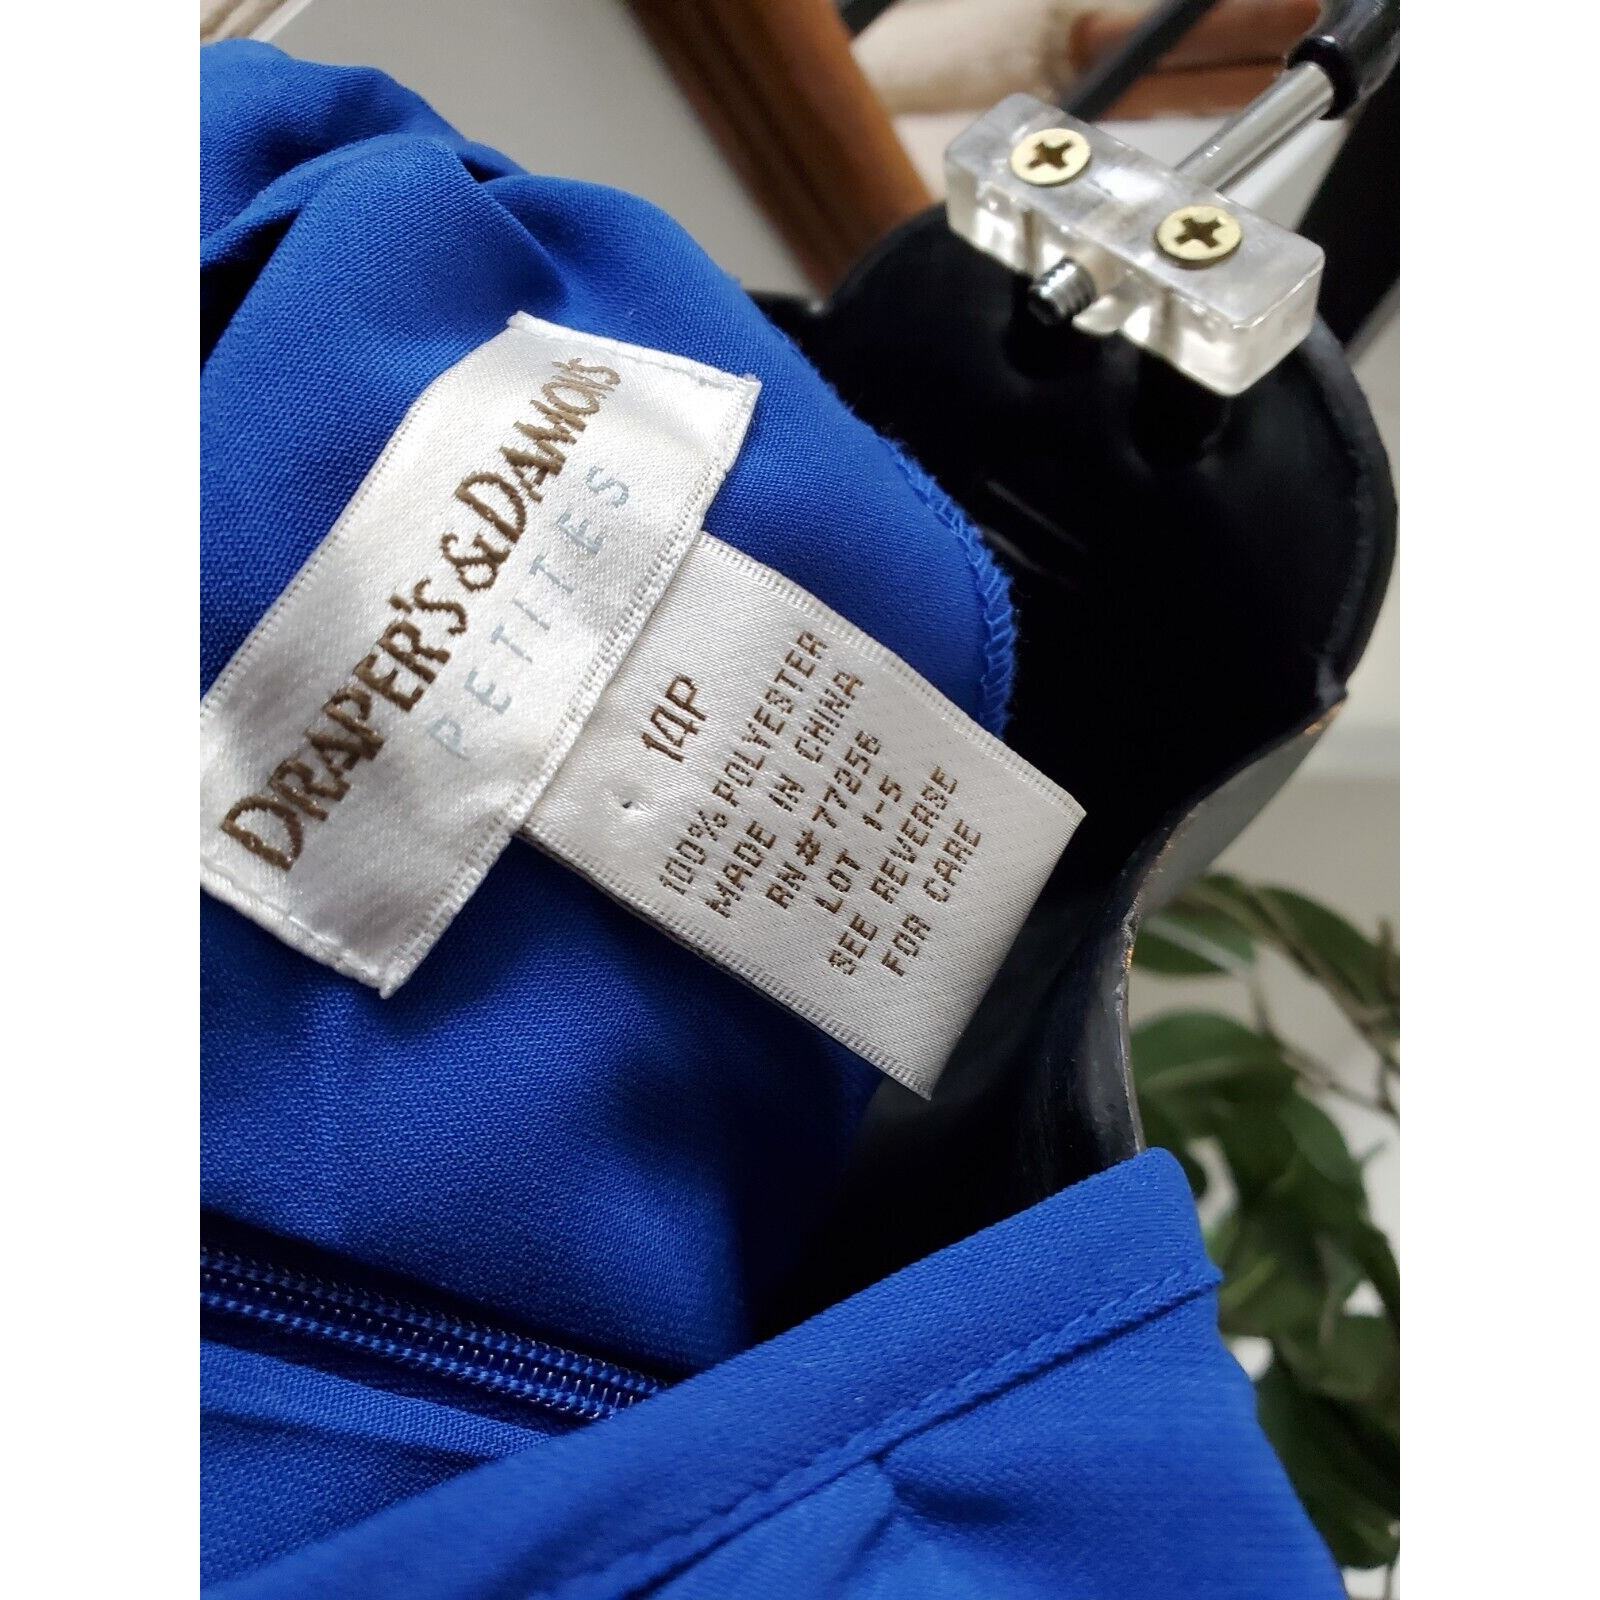 DRAPER'S & DAMON'S
PETITES
14P
100% POLYESTER
MADE IN CHINA
RN# 77256
LOT 1-5
SEE REVERSE
FOR CARE